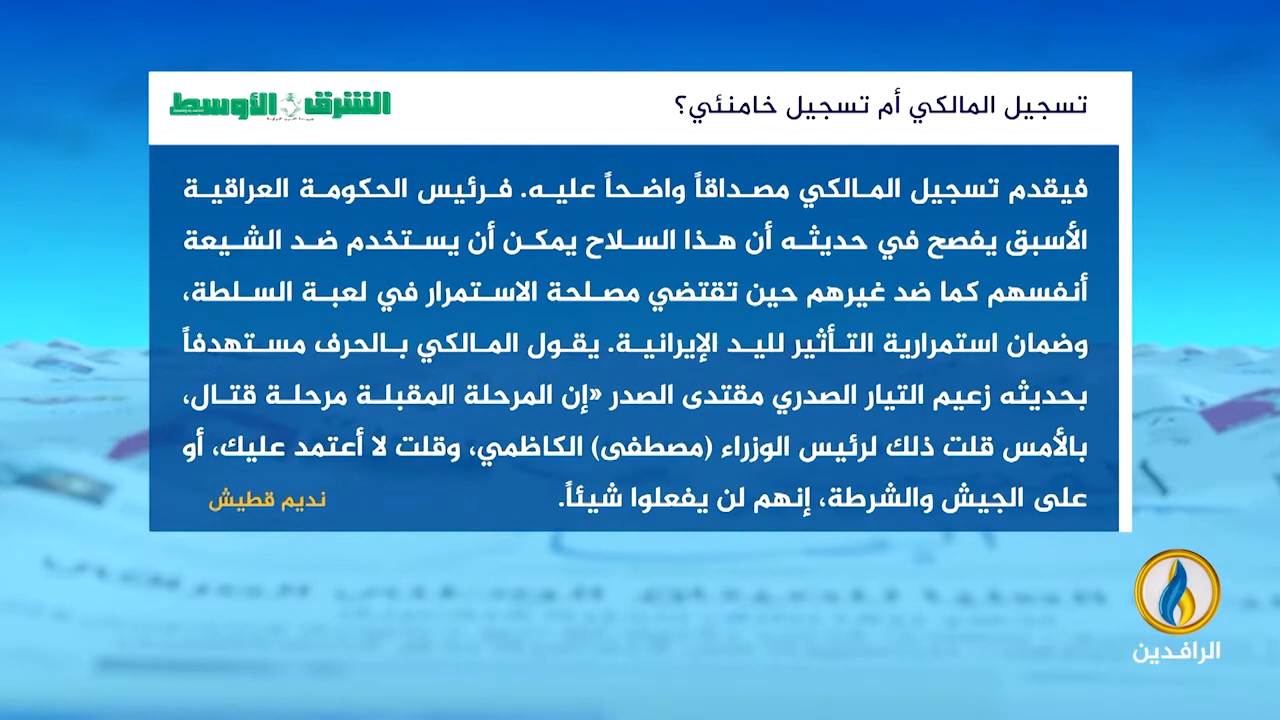 تسجيل المالكي أم تسجيل خامنئي؟
الشرق الأوسط
فيقدم تسجيل المالكي مصداقاً واضحاً عليه. فرئيس الحكومة العراقية
الأسبق يفصح في حديثه أن هذا السلاح يمكن أن يستخدم ضد الشيعة
أنفسهم كما ضد غيرهم حين تقتضي مصلحة الاستمرار في لعبة السلطة،
وضمان استمرارية التأثير لليد الإيرانية. يقول المالكي بالحرف مستهدفاً
بحديثه زعيم التيار الصدري مقتدى الصدر «إن المرحلة المقبلة مرحلة قتال،
بالأمس قلت ذلك لرئيس الوزراء (مصطفى) الكاظمي، وقلت لا أعتمد عليك، أو
على الجيش والشرطة، إنهم لن يفعلوا شيئاً.
نديم قطيش
الرافدين